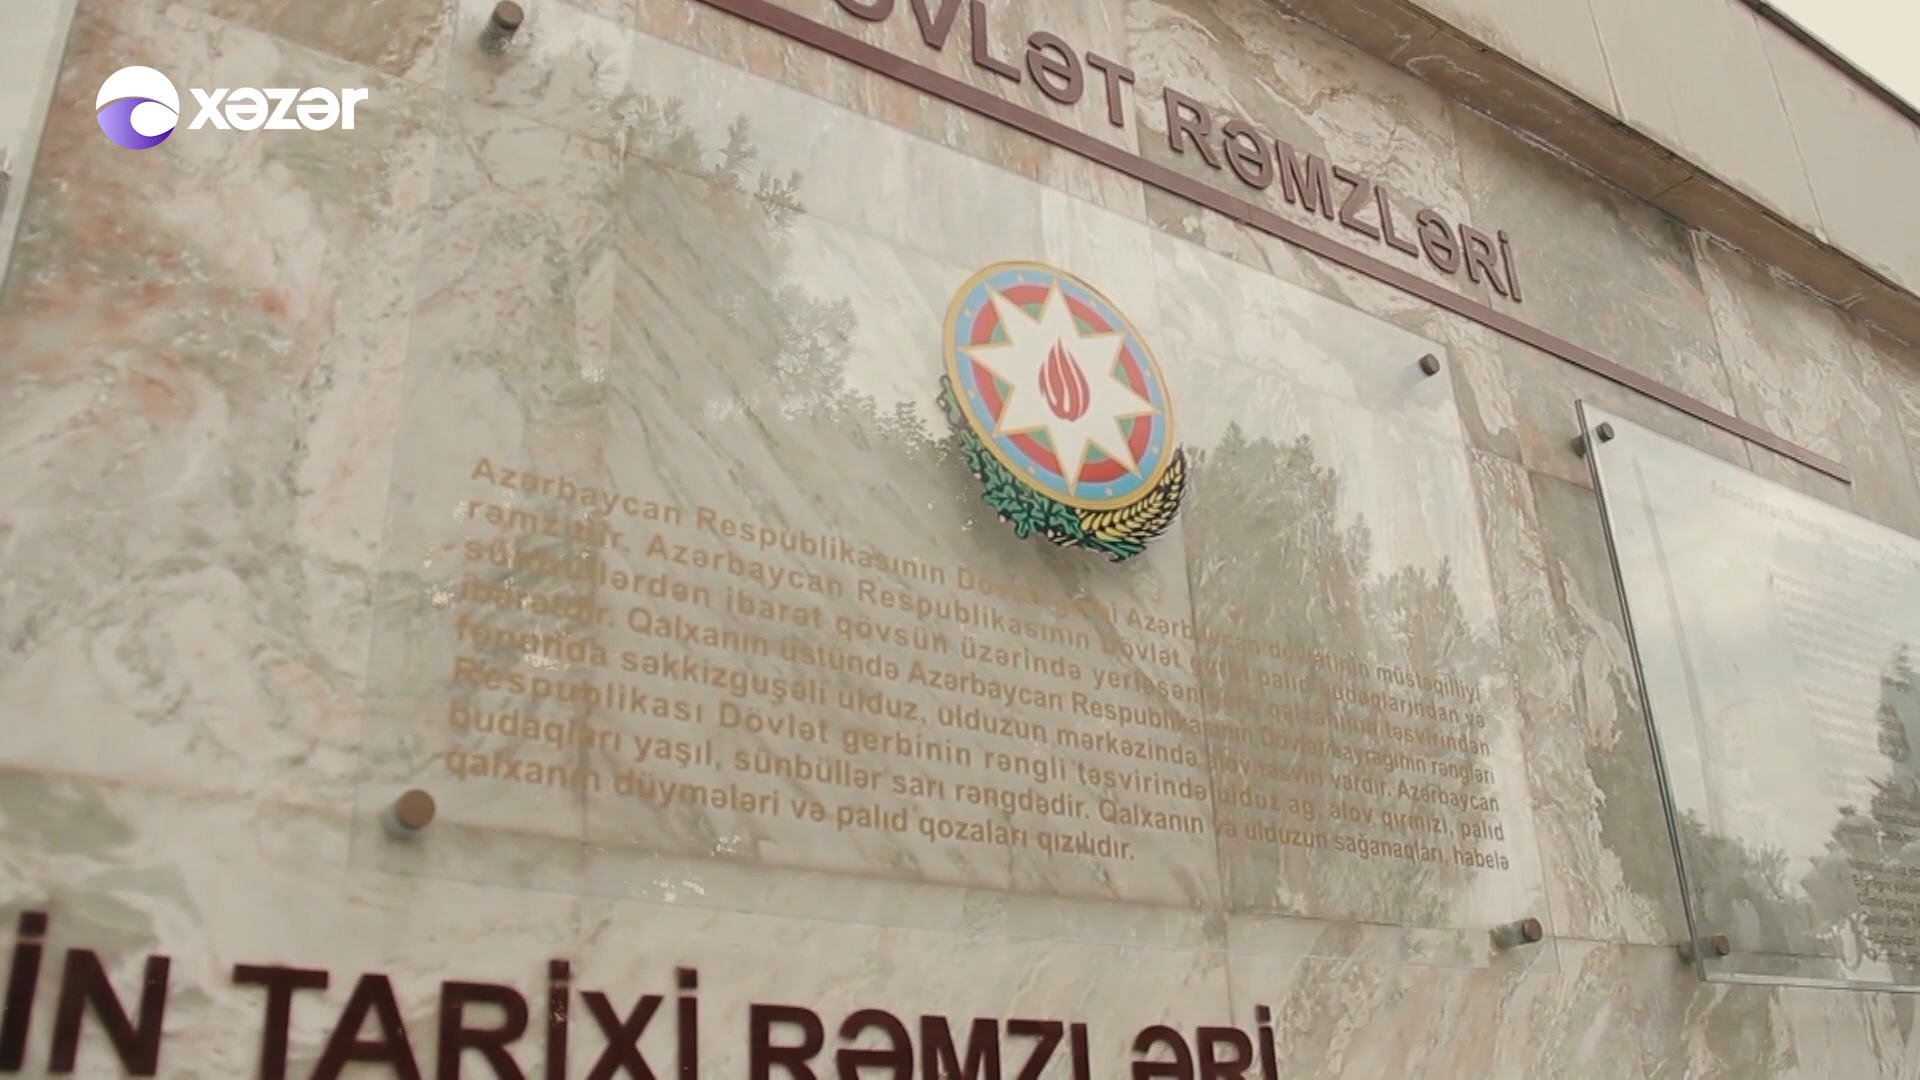 xəzər
ÖVLƏT RƏMZLƏRİ
Azərbaycan Respublikasının Dövlət gerbi Azərbaycan dövlətinin müstəqilliyi
rəmzidir. Azərbaycan Respublikasının Dövlət gerbi palıd budaqlarından və
sünbüllərdən ibarət qövsün üzərində yerləşən şərq qalxanının təsvirindən
ibarətdir. Qalxanın üstündə Azərbaycan Respublikasının Dövlət bayrağının rəngləri
fonunda səkkizguşəli ulduz, ulduzun mərkəzində alov təsviri vardır. Azərbaycan
Respublikası Dövlət gerbinin rəngli təsvirində ulduz ağ, alov qırmızı, palıd
budaqları yaşıl, sünbüllər sarı rəngdədir. Qalxanın və ulduzun sağanaqları, habelə
qalxanın düymələri və palıd qozaları qızılıdır.
İN TARİXİ RƏMZLƏRİ